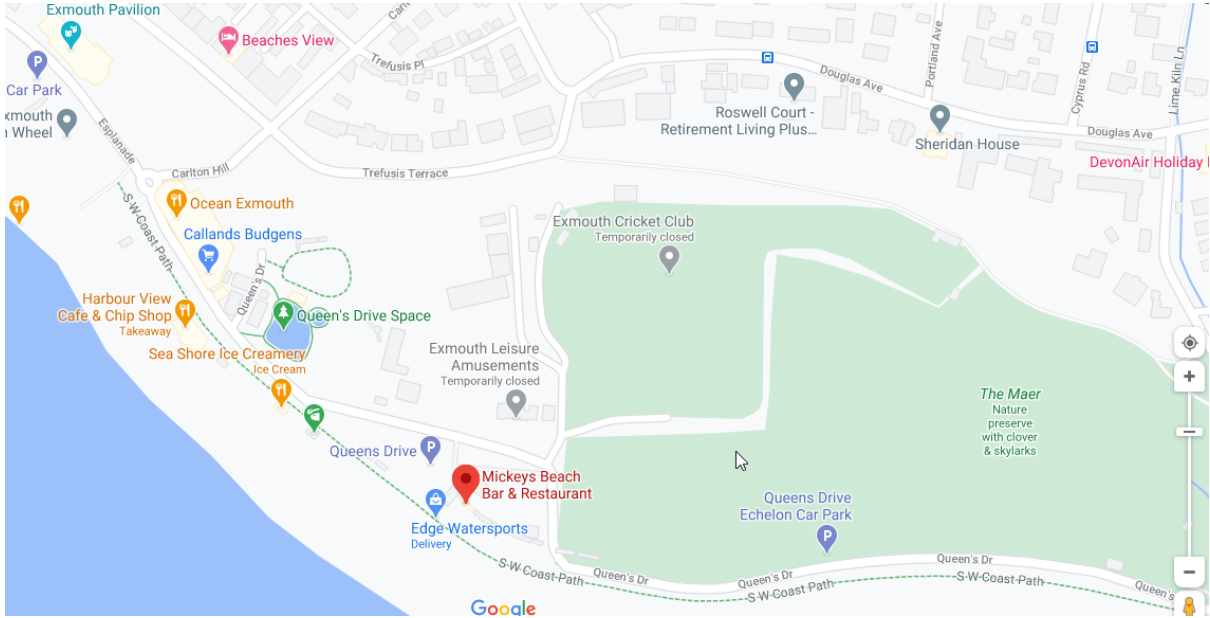 Exmouth Pavilion
Beaches View
P
Car Park
xmouth
n Wheel
Esplanade
Trefusis Pl
Carlton Hill
Trefusis Terrace
Douglas Ave
Portland Ave
Cyprus Rd
Lime Kiln Ln
Roswell Court -
Retirement Living Plus...
Sheridan House
Douglas Ave
DevonAir Holiday
S W Coast Path
Ocean Exmouth
Callands Budgens
Queen's Dr
Harbour View
Cafe & Chip Shop
Takeaway
Queen's Drive Space
Sea Shore Ice Creamery
Ice Cream
Exmouth Cricket Club
Temporarily closed
Exmouth Leisure
Amusements
Temporarily closed
The Maer
Nature
preserve
with clover
& skylarks
Queens Drive
P
Mickeys Beach
Bar & Restaurant
Edge Watersports
Delivery
Queens Drive
Echelon Car Park
P
S W Coast Path
Queen's Dr
Queen's Dr
Queen's Dr
Queen's
S W Coast Path
S W Coast Path
Google